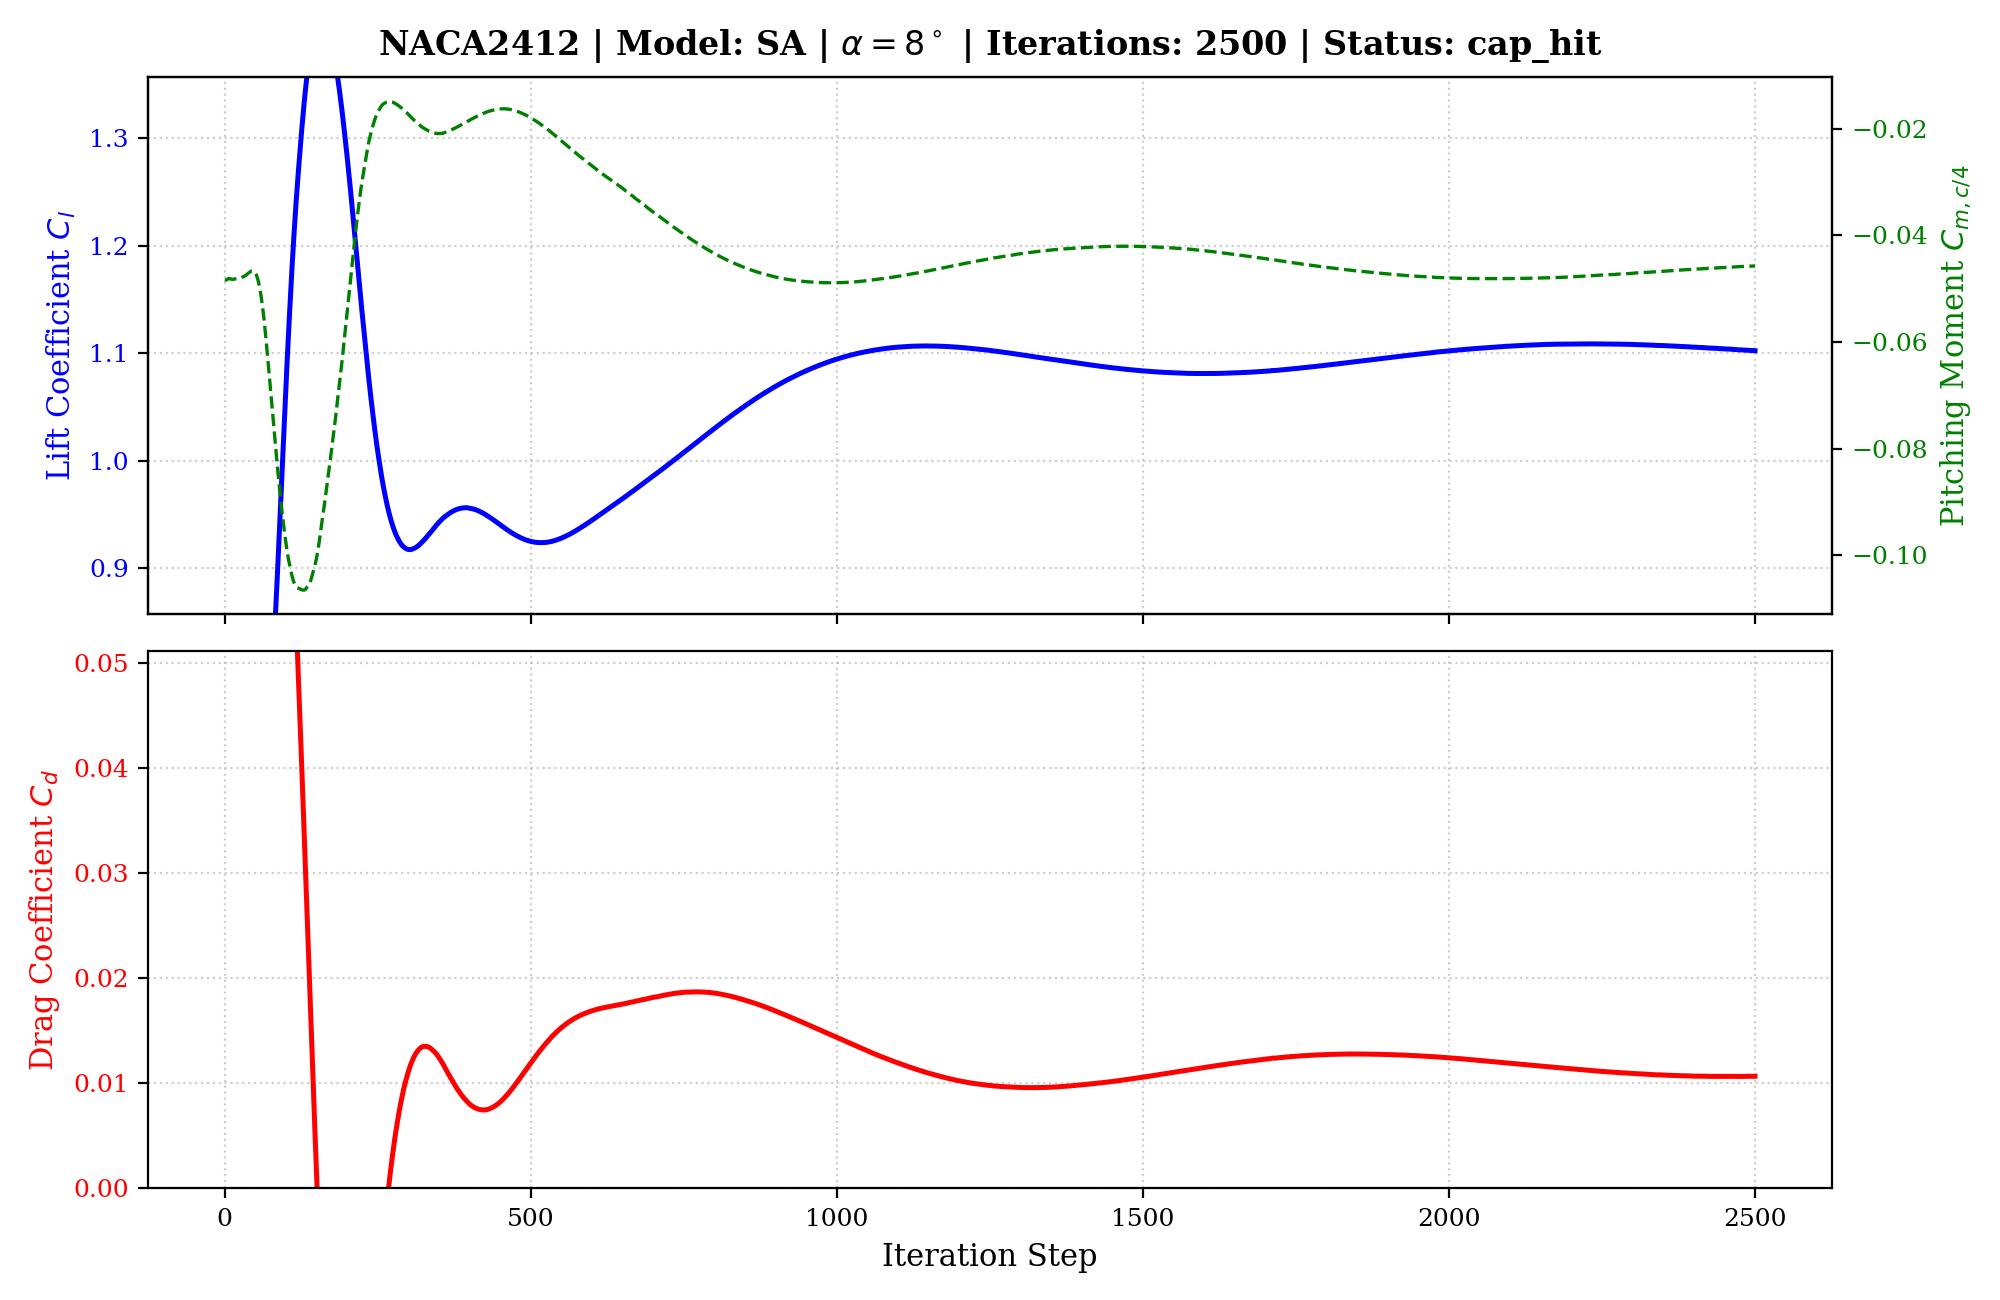 NACA2412 | Model: SA | α = 8° | Iterations: 2500 | Status: cap_hit
Lift Coefficient C_l
1.3
1.2
1.1
1.0
0.9
−0.02
−0.04
−0.06
−0.08
−0.10
Pitching Moment C_{m, c/4}
Drag Coefficient C_d
0.05
0.04
0.03
0.02
0.01
0.00
0 500 1000 1500 2000 2500
Iteration Step